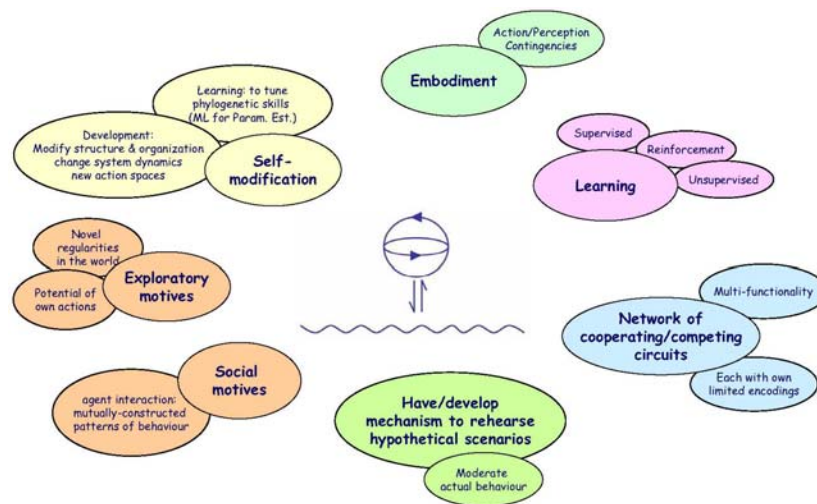 Action/Perception
Contingencies
Embodiment
Learning: to tune
phylogenetic skills
(ML for Param. Est.)
Development:
Modify structure & organization
change system dynamics
new action spaces
Self-
modification
Supervised
Reinforcement
Unsupervised
Learning
Novel
regularities
in the world
Exploratory
motives
Potential of
own actions
Multi-functionality
Network of
cooperating/competing
circuits
Each with own
limited encodings
Social
motives
agent interaction:
mutually-constructed
patterns of behaviour
Have/develop
mechanism to rehearse
hypothetical scenarios
Moderate
actual behaviour